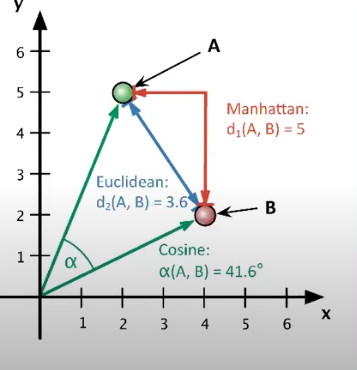 y
A
6
5
Manhattan:
d₁(A, B) = 5
4
3
Euclidean:
d₂(A, B) = 3.6
2
B
1
α
Cosine:
α(A, B) = 41.6°
x
1 2 3 4 5 6